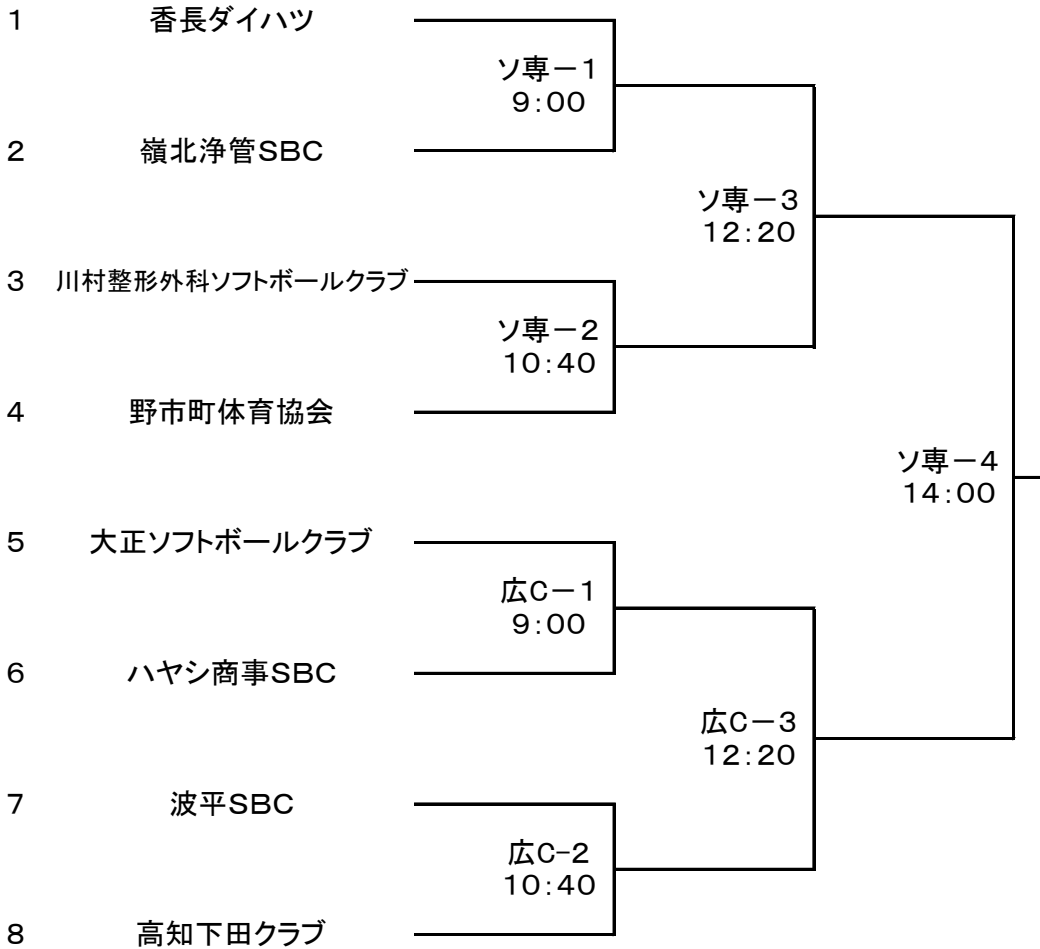 1 香長ダイハツ
ソ専－1
9:00
2 嶺北浄管SBC
ソ専－3
12:20
3 川村整形外科ソフトボールクラブ
ソ専－2
10:40
4 野市町体育協会
ソ専－4
14:00
5 大正ソフトボールクラブ
広C－1
9:00
6 ハヤシ商事SBC
広C－3
12:20
7 波平SBC
広C-2
10:40
8 高知下田クラブ